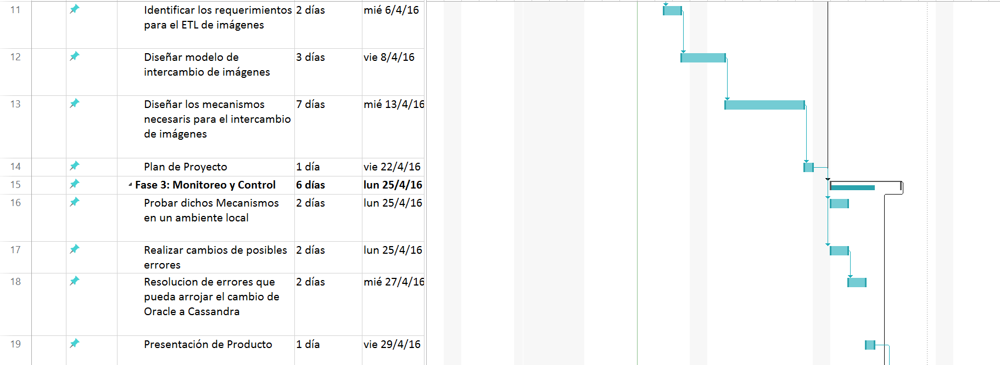 11 Identificar los requerimientos 2 días mié 6/4/16
para el ETL de imágenes
12 Diseñar modelo de 3 días vie 8/4/16
intercambio de imágenes
13 Diseñar los mecanismos 7 días mié 13/4/16
necesaris para el intercambio
de imágenes
14 Plan de Proyecto 1 día vie 22/4/16
15 Fase 3: Monitoreo y Control 6 días lun 25/4/16
16 Probar dichos Mecanismos 2 días lun 25/4/16
en un ambiente local
17 Realizar cambios de posibles 2 días lun 25/4/16
errores
18 Resolucion de errores que 2 días mié 27/4/16
pueda arrojar el cambio de
Oracle a Cassandra
19 Presentación de Producto 1 día vie 29/4/16